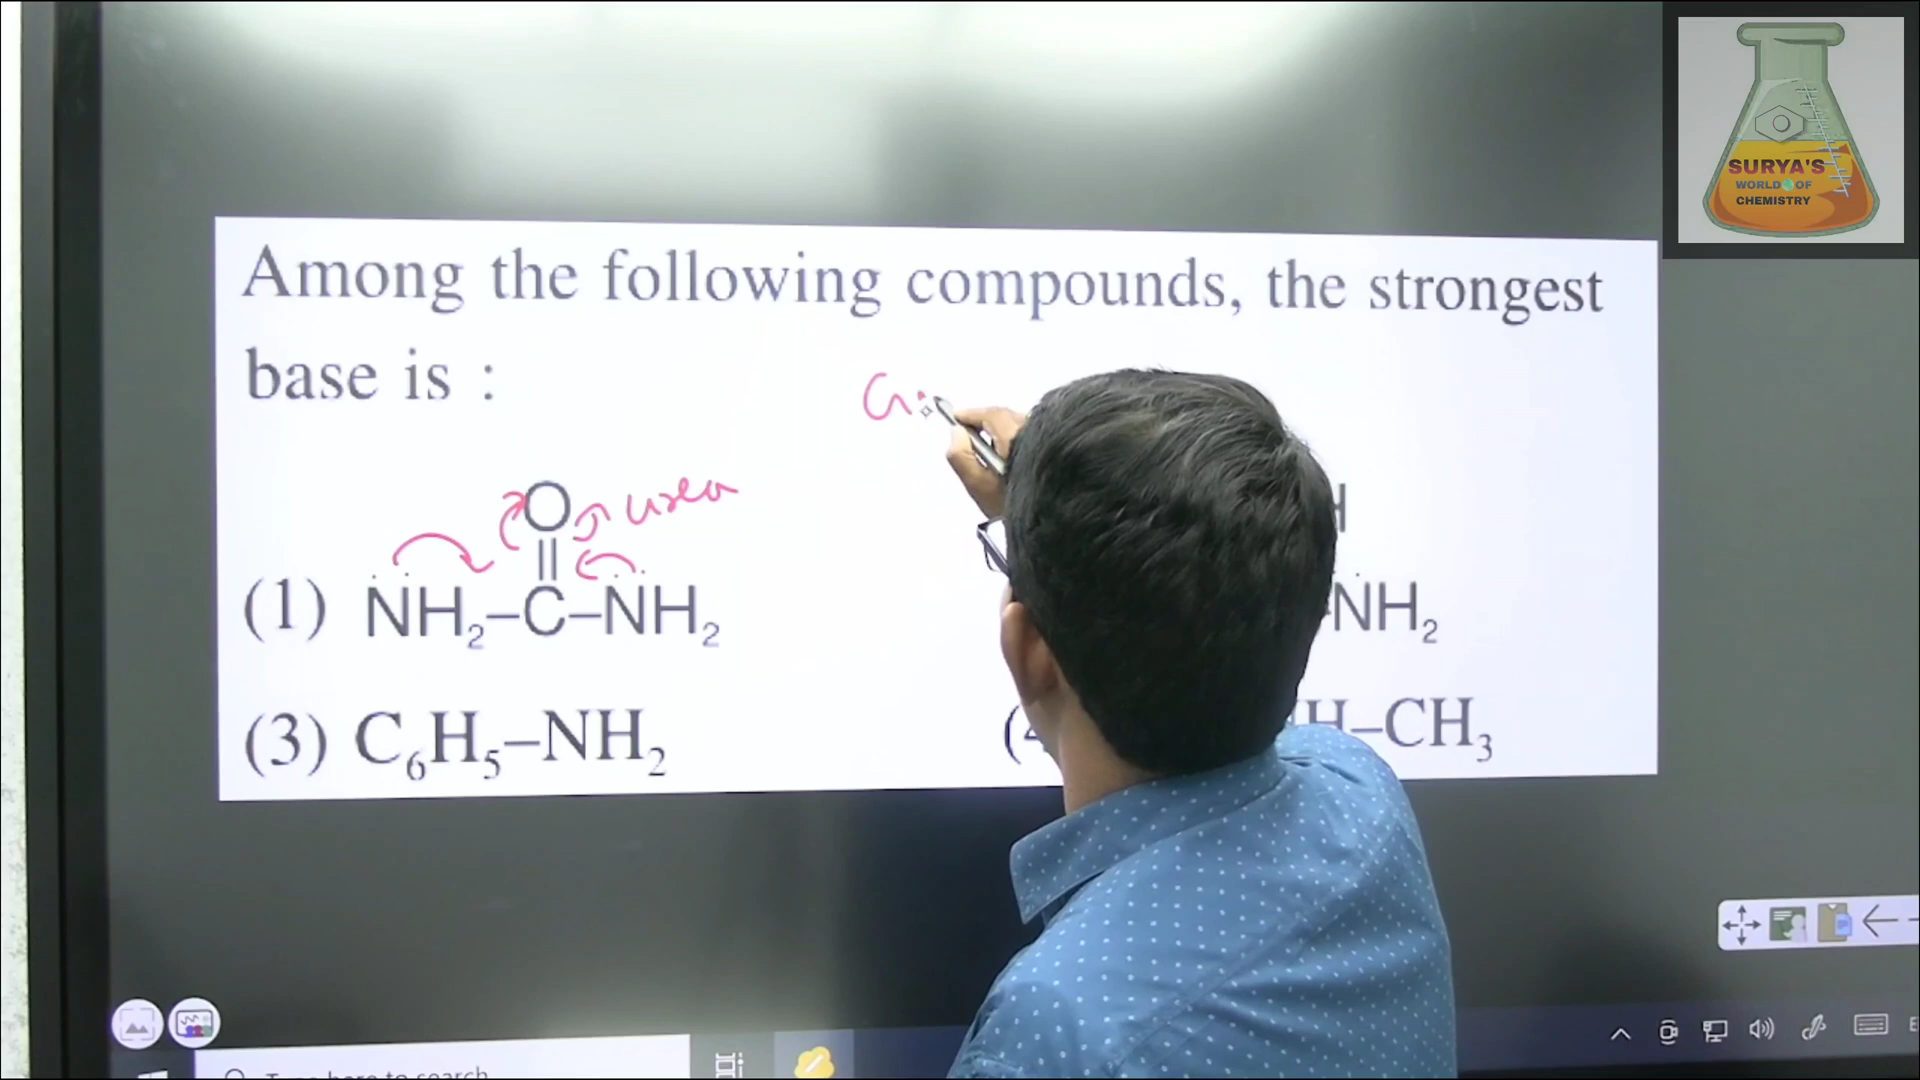 SURYA'S
WORLD OF
CHEMISTRY
Among the following compounds, the strongest
base is :
urea
O
(1) NH₂–C–NH₂
NH₂
(3) C₆H₅–NH₂
–CH₃